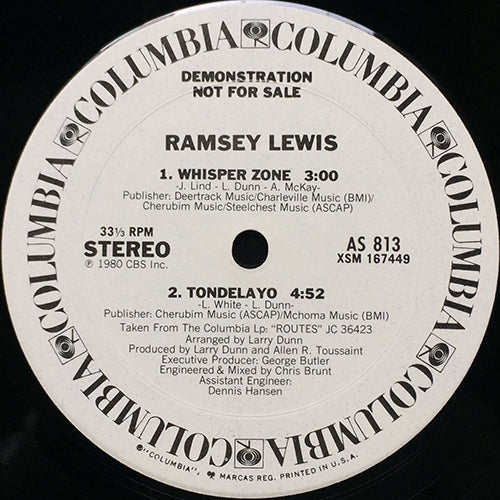 COLUMBIA COLUMBIA COLUMBIA COLUMBIA COLUMBIA COLUMBIA COLUMBIA COLUMBIA
DEMONSTRATION
NOT FOR SALE
RAMSEY LEWIS
1. WHISPER ZONE 3:00
-J. Lind - L. Dunn - A. McKay-
Publisher: Deertrack Music/Charleville Music (BMI)/
Cherubim Music/Steelchest Music (ASCAP)
33⅓ RPM
STEREO
℗ 1980 CBS Inc.
AS 813
XSM 167449
2. TONDELAYO 4:52
-L. White - L. Dunn-
Publisher: Cherubim Music (ASCAP)/Mchoma Music (BMI)
Taken From The Columbia Lp: "ROUTES" JC 36423
Arranged by Larry Dunn
Produced by Larry Dunn and Allen R. Toussaint
Executive Producer: George Butler
Engineered & Mixed by Chris Brunt
Assistant Engineer:
Dennis Hansen
® "COLUMBIA", MARCAS REG. PRINTED IN U.S.A.